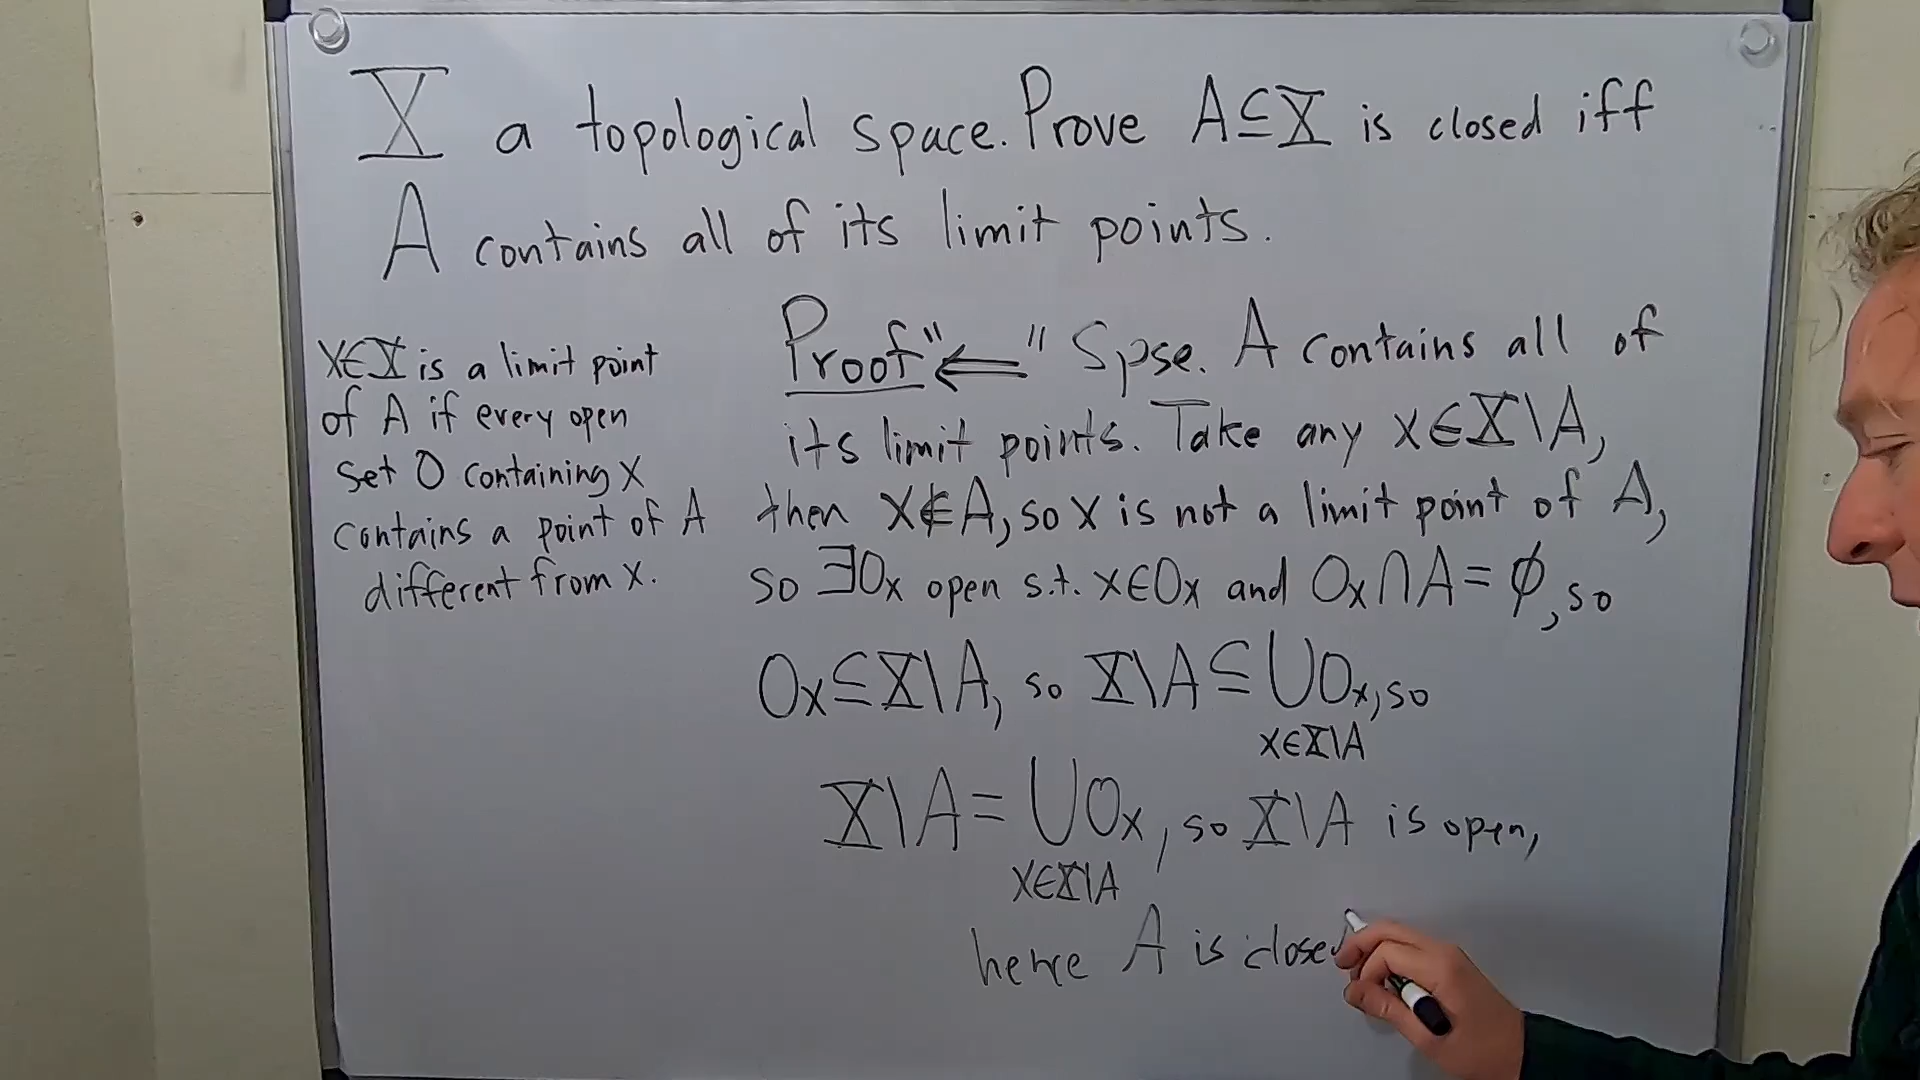 X a topological space. Prove A⊆X is closed iff
A contains all of its limit points.
x∈X is a limit point
of A if every open
set O containing x
contains a point of A
different from x.
Proof "⇐" Spse. A contains all of
its limit points. Take any x∈X\A,
then x∉A, so x is not a limit point of A,
so ∃Ox open s.t. x∈Ox and Ox∩A=∅, so
Ox⊆X\A, so X\A⊆∪Ox, so
x∈X\A
X\A=∪Ox, so X\A is open,
x∈X\A
hence A is closed